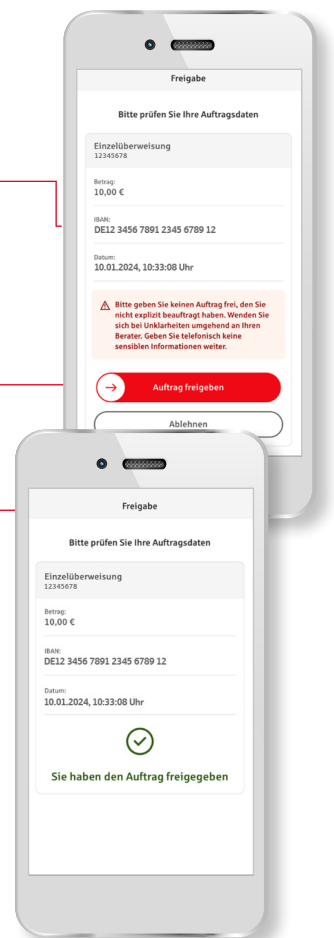 Freigabe
Bitte prüfen Sie Ihre Auftragsdaten
Einzelüberweisung
12345678
Betrag:
10,00 €
IBAN:
DE12 3456 7891 2345 6789 12
Datum:
10.01.2024, 10:33:08 Uhr
Bitte geben Sie keinen Auftrag frei, den Sie
nicht explizit beauftragt haben. Wenden Sie
sich bei Unklarheiten umgehend an Ihren
Berater. Geben Sie telefonisch keine
sensiblen Informationen weiter.
Auftrag freigeben
Ablehnen
Freigabe
Bitte prüfen Sie Ihre Auftragsdaten
Einzelüberweisung
12345678
Betrag:
10,00 €
IBAN:
DE12 3456 7891 2345 6789 12
Datum:
10.01.2024, 10:33:08 Uhr
Sie haben den Auftrag freigegeben